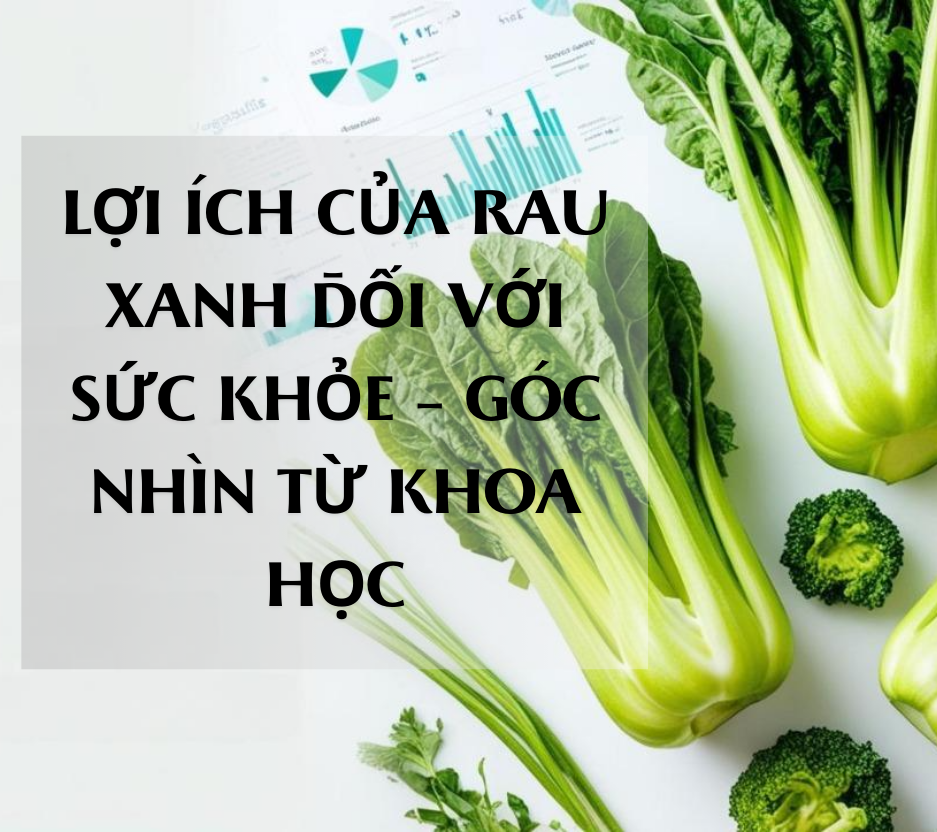 LỢI ÍCH CỦA RAU
XANH ĐỐI VỚI
SỨC KHỎE – GÓC
NHÌN TỪ KHOA
HỌC